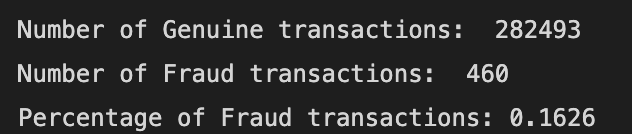 Number of Genuine transactions:  282493
Number of Fraud transactions:  460
Percentage of Fraud transactions: 0.1626